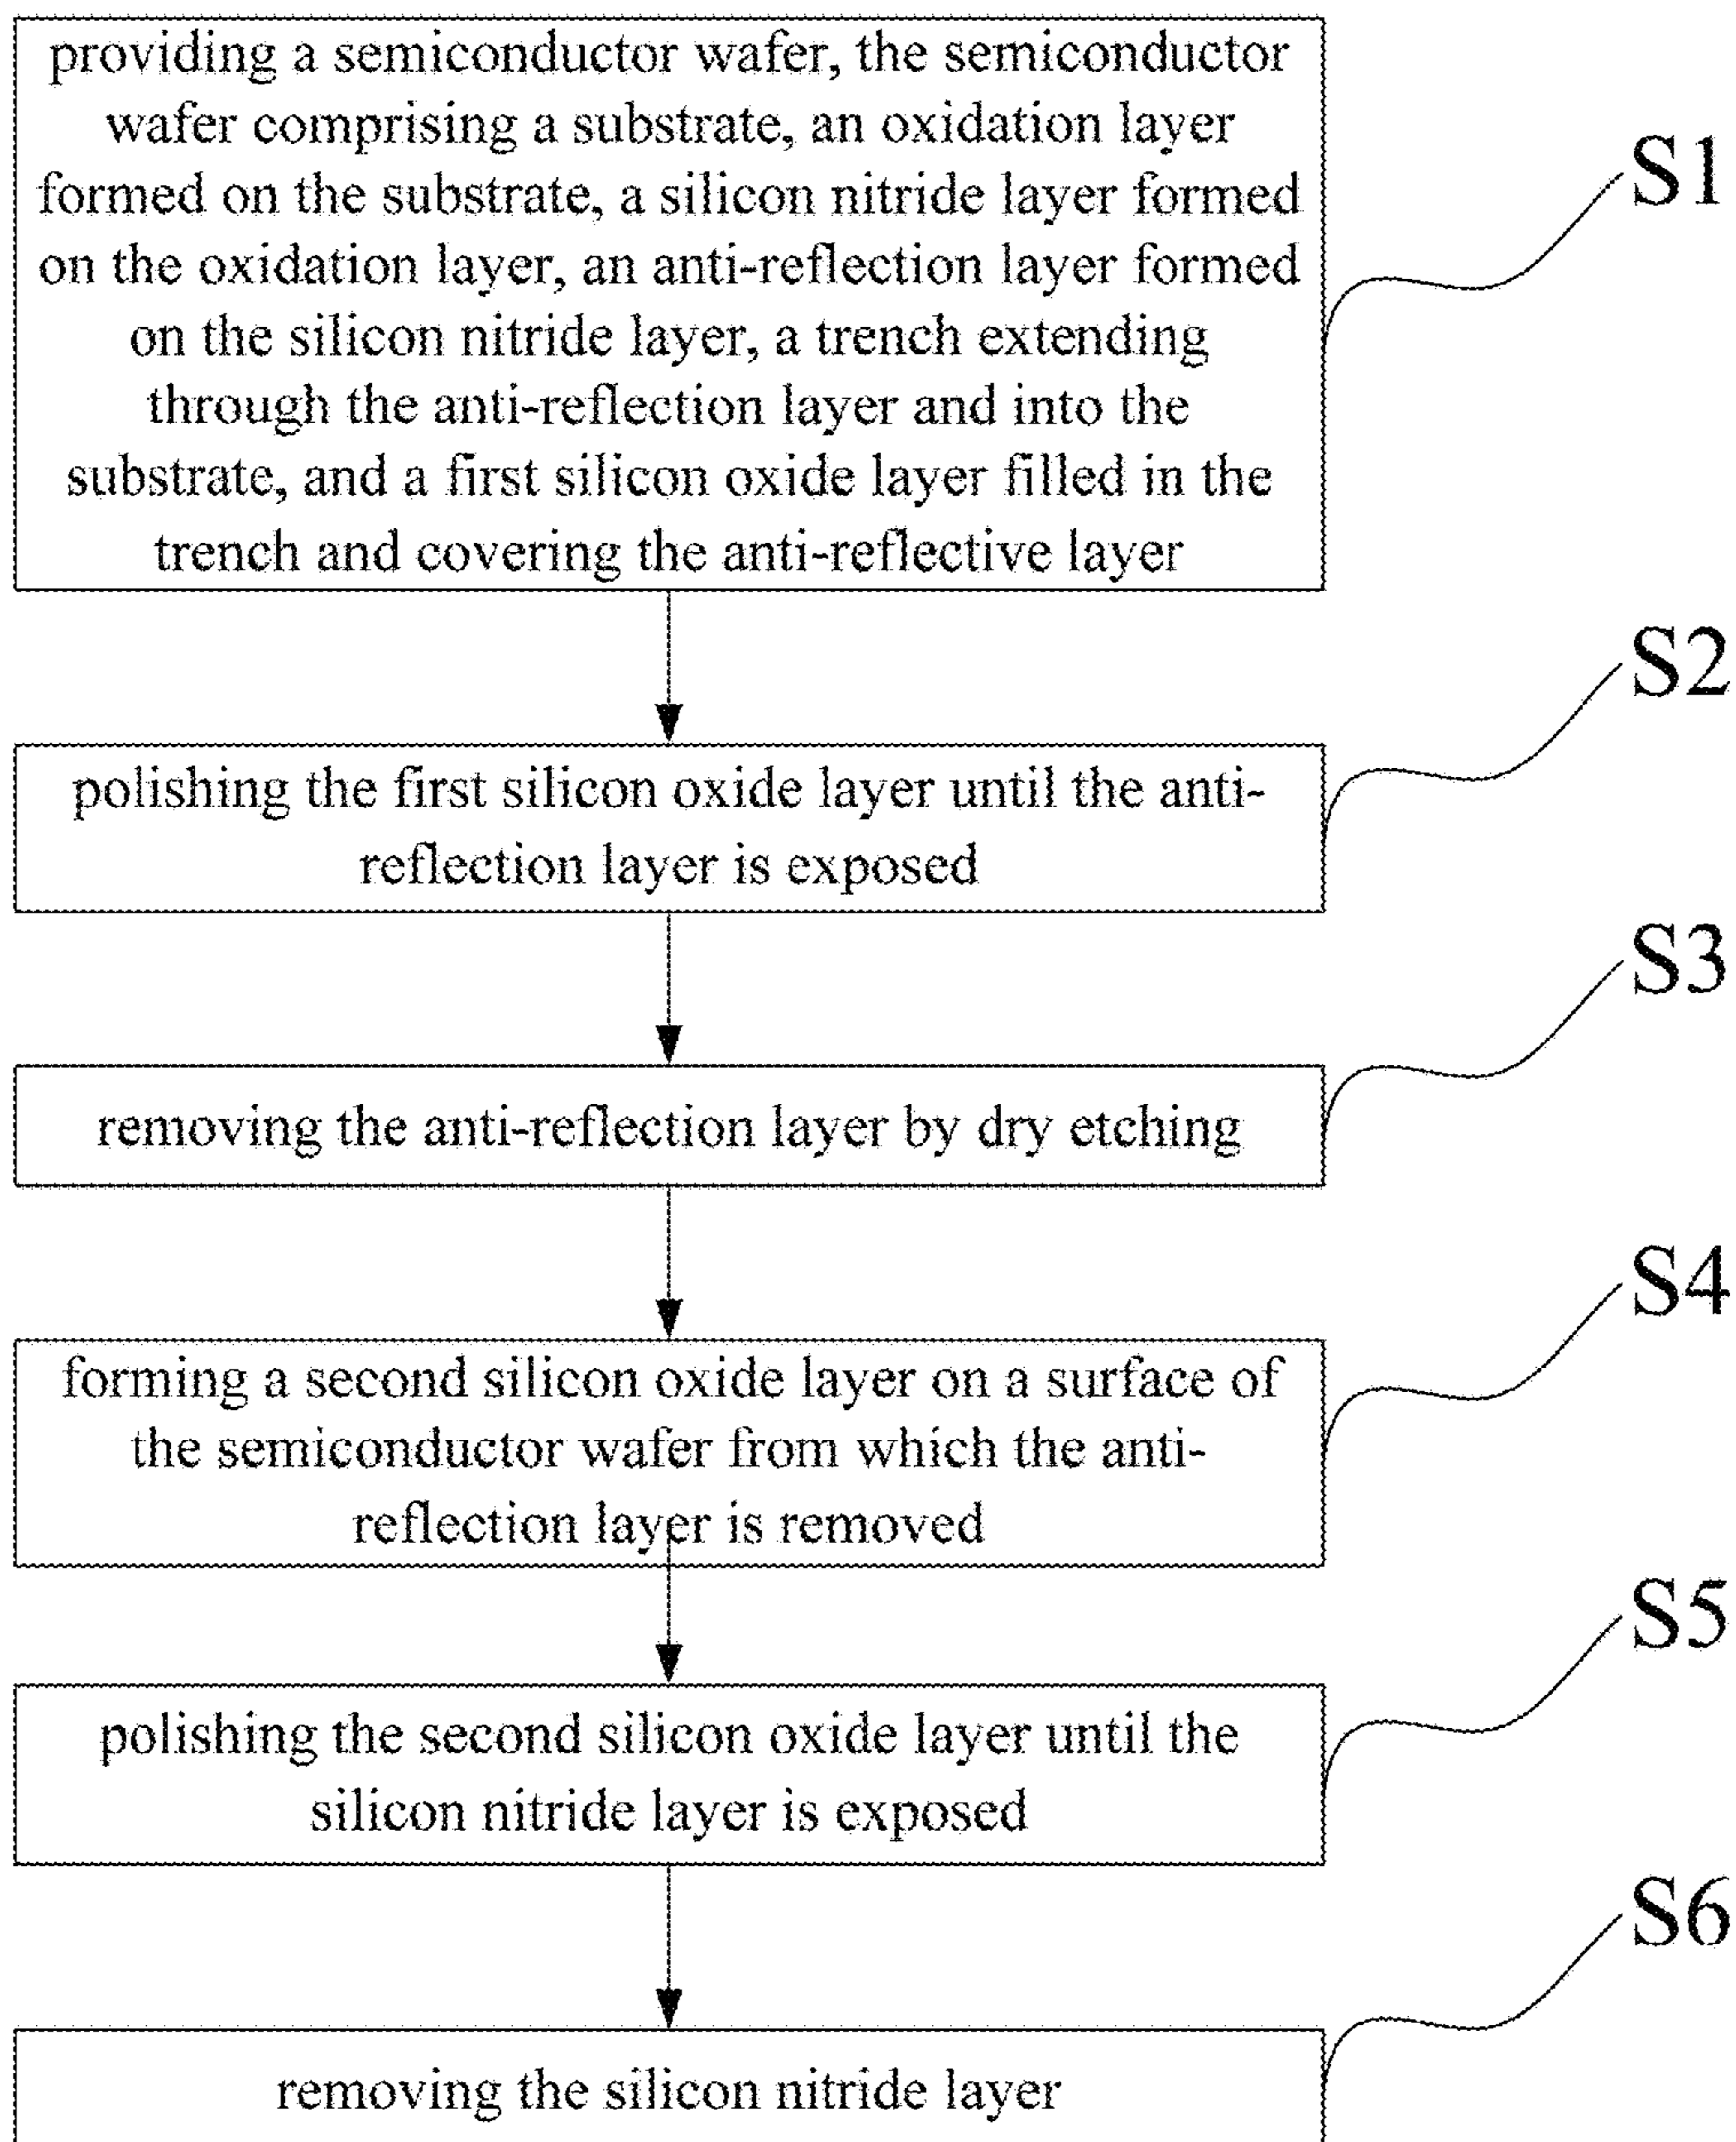 providing a semiconductor wafer, the semiconductor
wafer comprising a substrate, an oxidation layer
formed on the substrate, a silicon nitride layer formed
on the oxidation layer, an anti-reflection layer formed
on the silicon nitride layer, a trench extending
through the anti-reflection layer and into the
substrate, and a first silicon oxide layer filled in the
trench and covering the anti-reflective layer
S1
S2
polishing the first silicon oxide layer until the anti-
reflection layer is exposed
S3
removing the anti-reflection layer by dry etching
S4
forming a second silicon oxide layer on a surface of
the semiconductor wafer from which the anti-
reflection layer is removed
S5
polishing the second silicon oxide layer until the
silicon nitride layer is exposed
S6
removing the silicon nitride layer